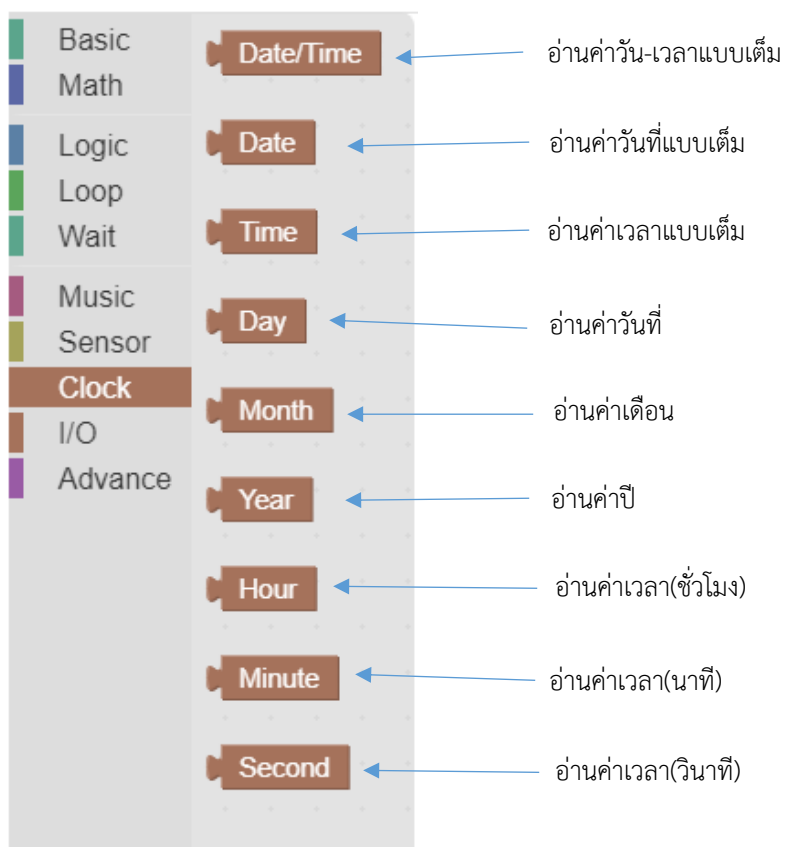 Basic
Math
Logic
Loop
Wait
Music
Sensor
Clock
I/O
Advance
Date/Time
อ่านค่าวัน-เวลาแบบเต็ม
Date
อ่านค่าวันที่แบบเต็ม
Time
อ่านค่าเวลาแบบเต็ม
Day
อ่านค่าวันที่
Month
อ่านค่าเดือน
Year
อ่านค่าปี
Hour
อ่านค่าเวลา(ชั่วโมง)
Minute
อ่านค่าเวลา(นาที)
Second
อ่านค่าเวลา(วินาที)